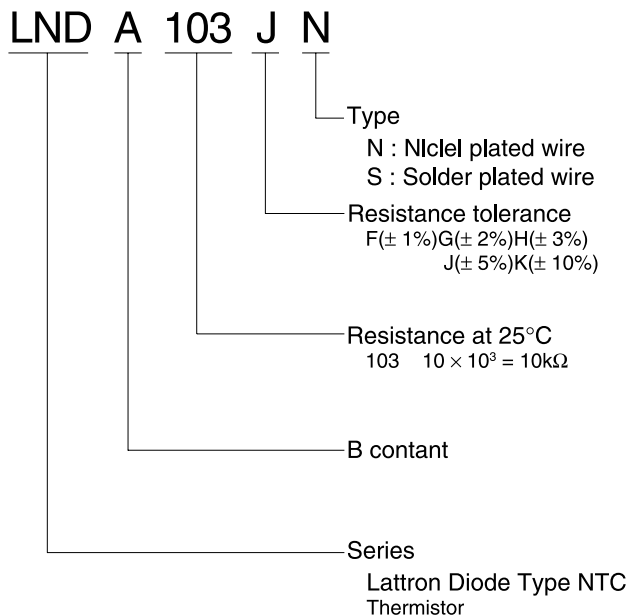 LND A 103 J N
Type
N : NIclel plated wire
S : Solder plated wire
Resistance tolerance
F(± 1%)G(± 2%)H(± 3%)
J(± 5%)K(± 10%)
Resistance at 25°C
103 10 × 10³ = 10kΩ
B contant
Series
Lattron Diode Type NTC
Thermistor